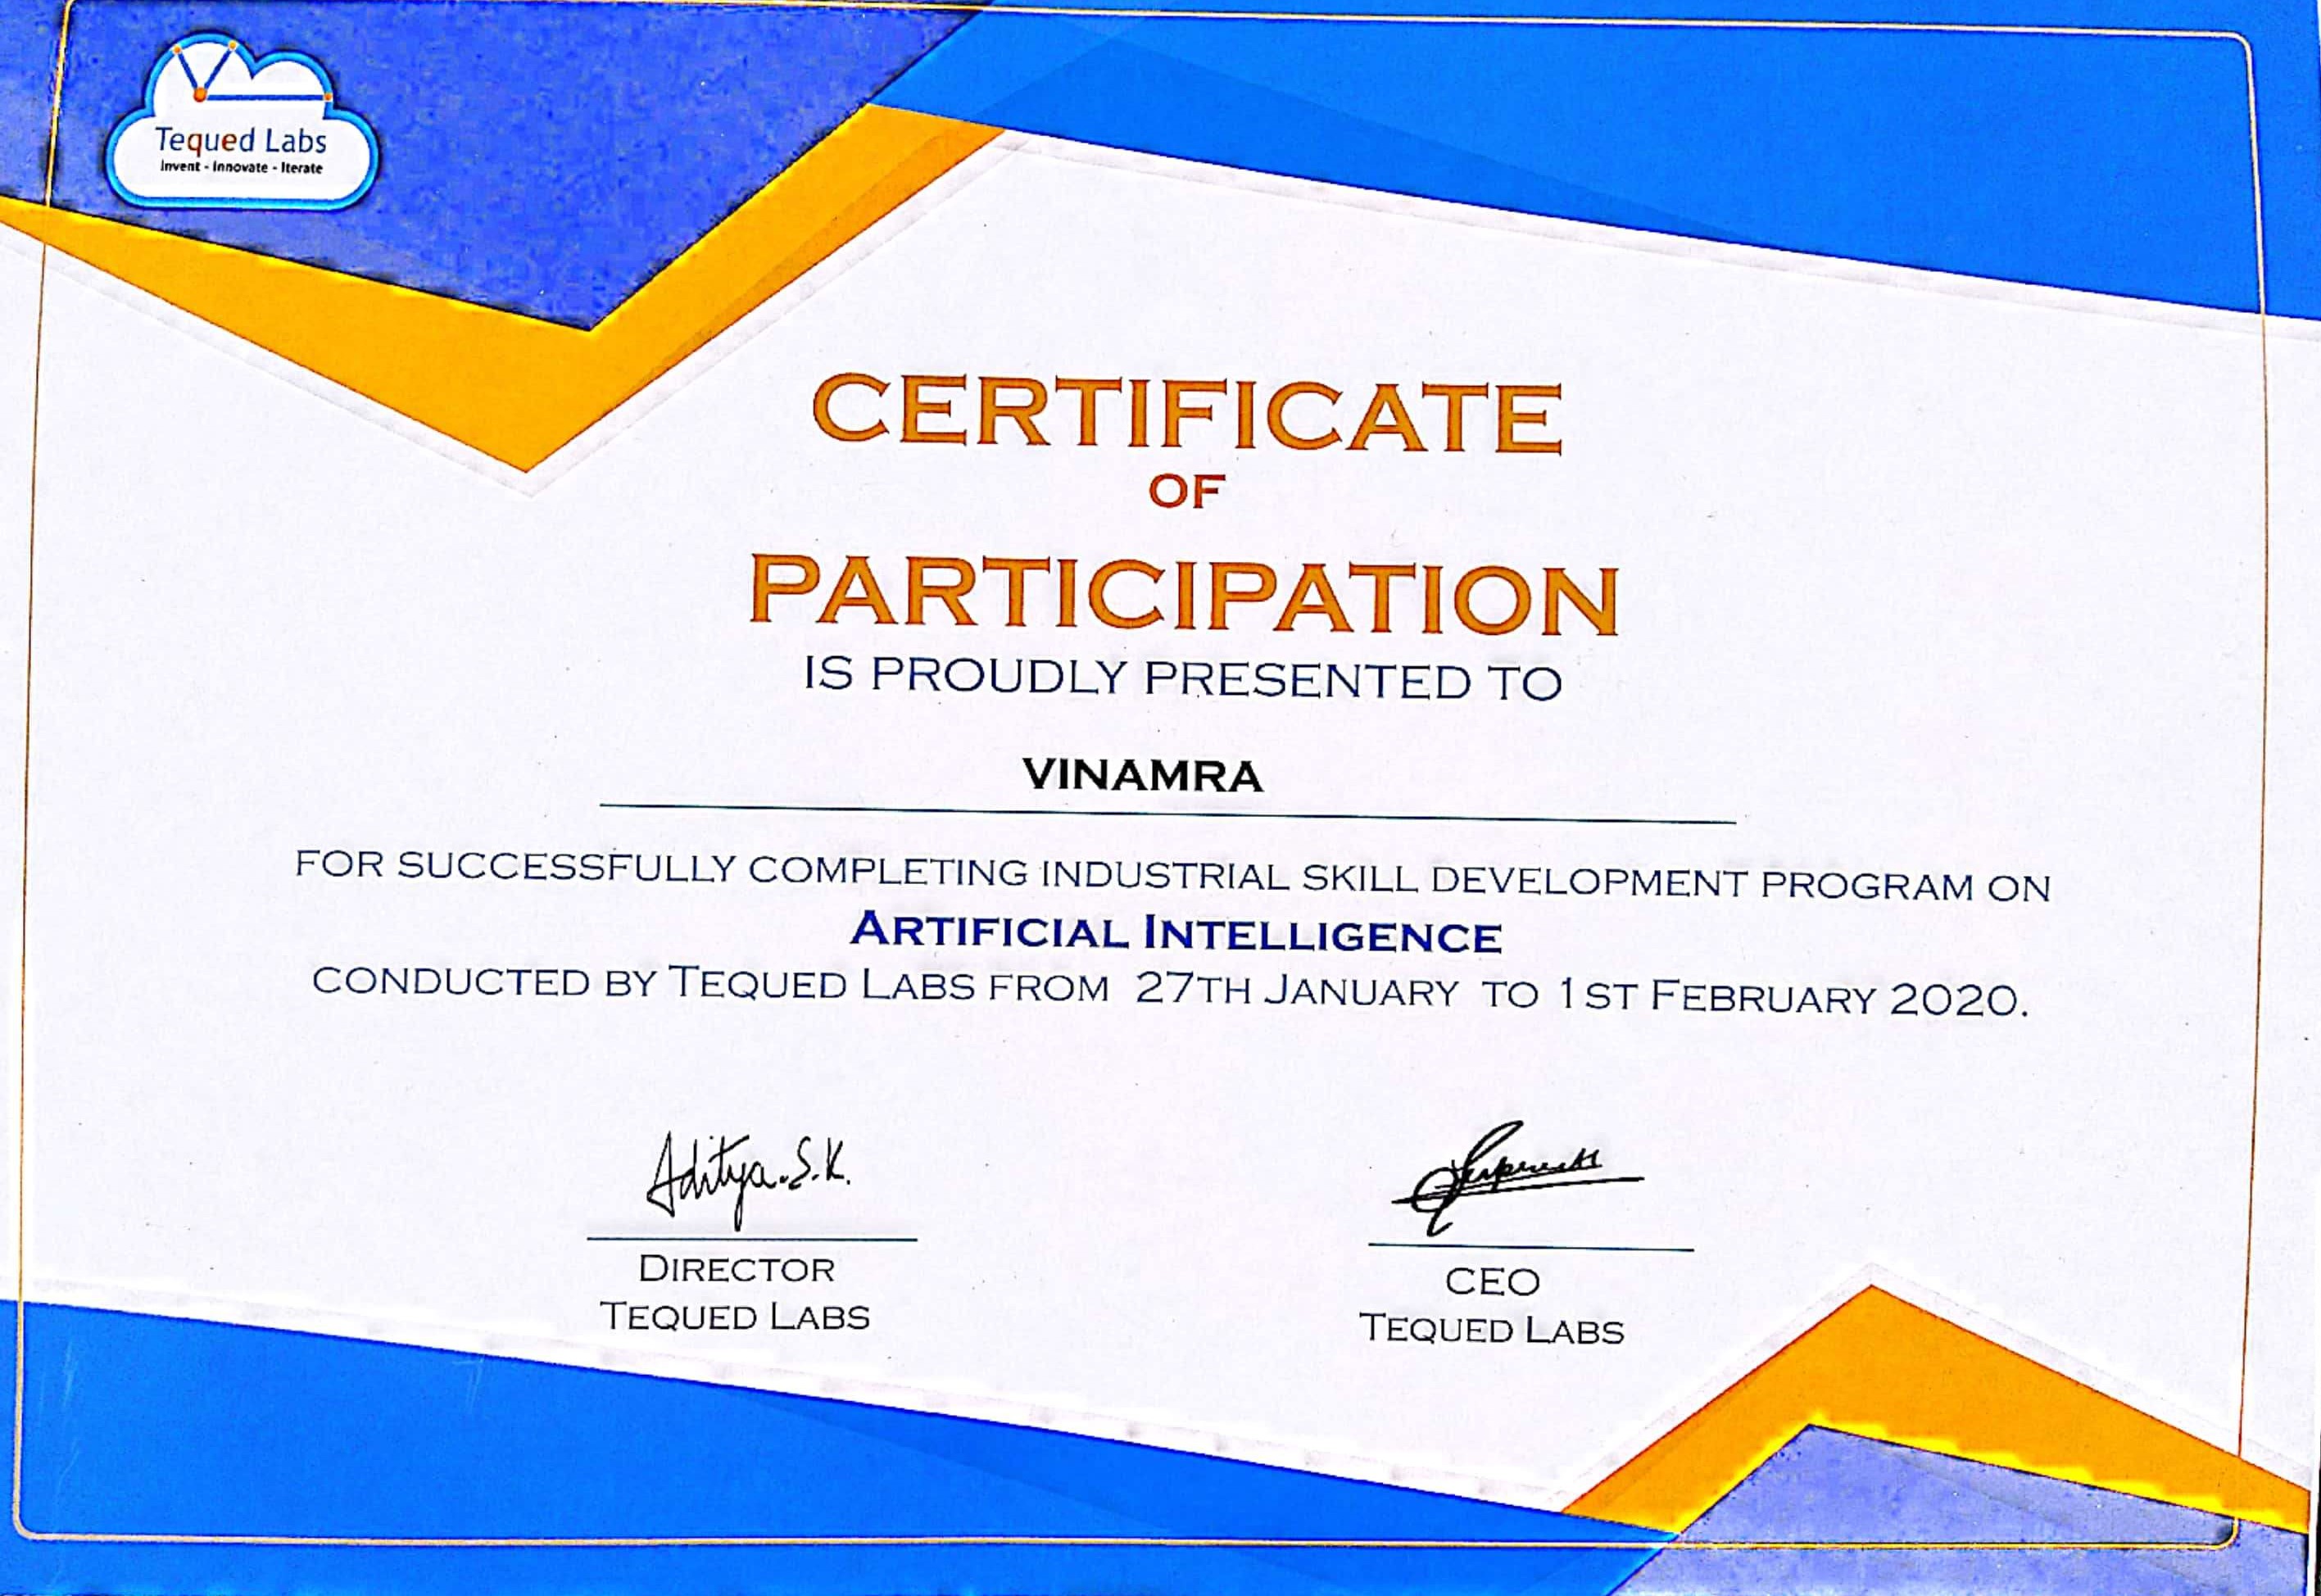 Tequed Labs
Invent - Innovate - Iterate
CERTIFICATE
OF
PARTICIPATION
IS PROUDLY PRESENTED TO
VINAMRA
FOR SUCCESSFULLY COMPLETING INDUSTRIAL SKILL DEVELOPMENT PROGRAM ON
ARTIFICIAL INTELLIGENCE
CONDUCTED BY TEQUED LABS FROM 27TH JANUARY TO 1ST FEBRUARY 2020.
Aditya.S.K.
DIRECTOR
TEQUED LABS
CEO
TEQUED LABS